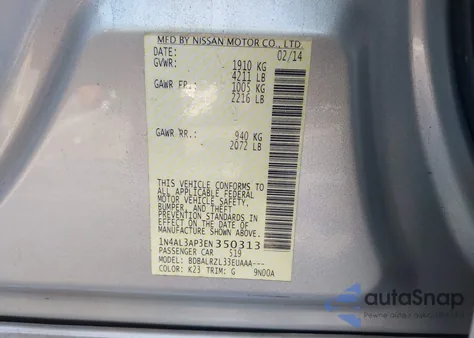 MFD BY NISSAN MOTOR CO., LTD.
DATE: 02/14
GVWR: 1910 KG
4211 LB
GAWR FR.: 1005 KG
2216 LB
GAWR RR.: 940 KG
2072 LB
THIS VEHICLE CONFORMS TO
ALL APPLICABLE FEDERAL
MOTOR VEHICLE SAFETY,
BUMPER, AND THEFT
PREVENTION STANDARDS
IN EFFECT ON THE DATE OF
MANUFACTURE SHOWN ABOVE.
1N4AL3AP3EN350313
PASSENGER CAR S19
MODEL: BDBALRZL33EUAAA---
COLOR: K23 TRIM: G 9N00A
autaSnap